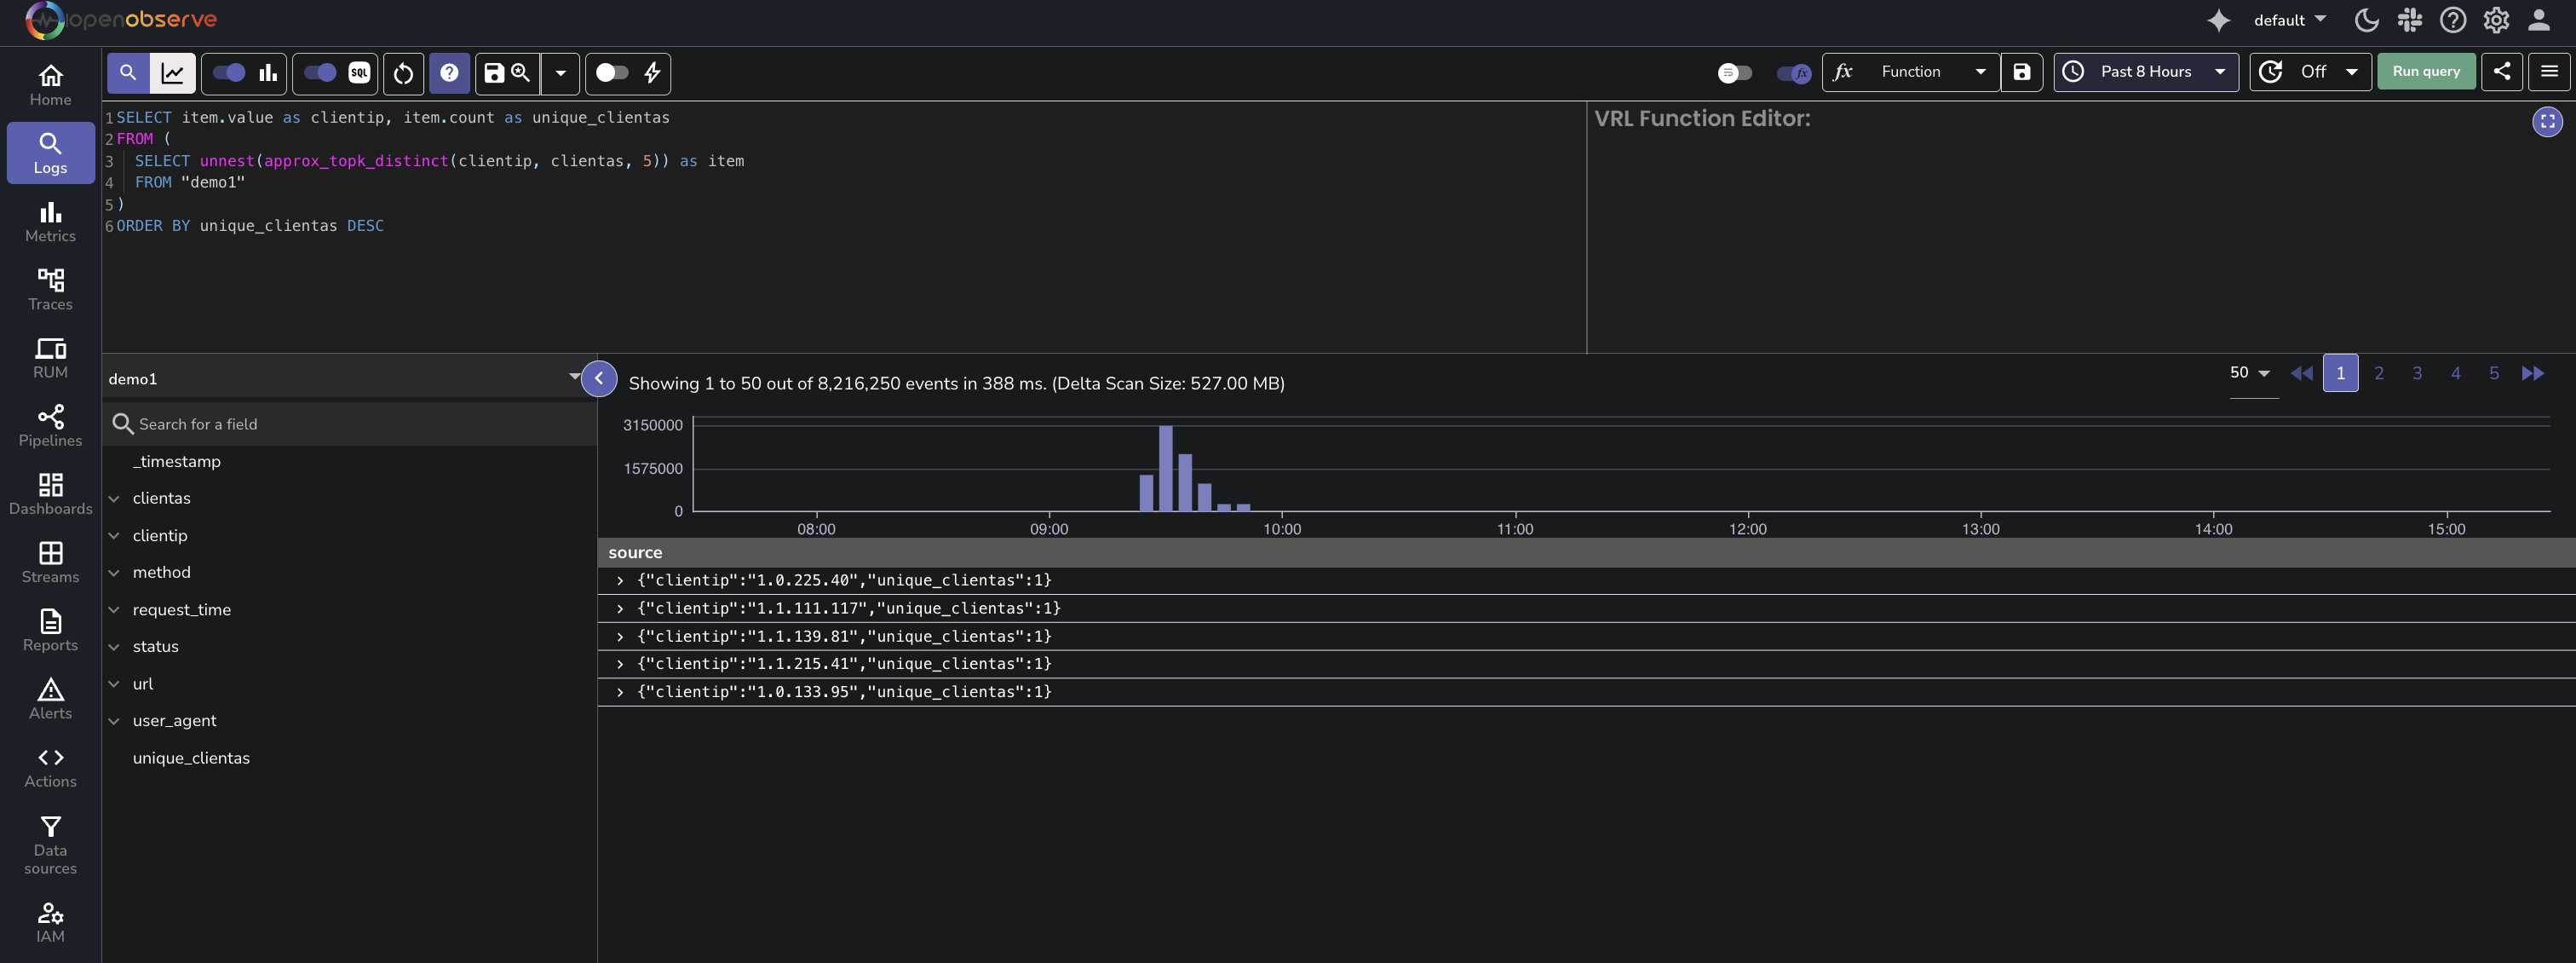 openobserve
default
SQL
fx
fx Function
Past 8 Hours
Off
Run query
Home
Logs
Metrics
Traces
RUM
Pipelines
Dashboards
Streams
Reports
Alerts
Actions
Data
sources
IAM
1 SELECT item.value as clientip, item.count as unique_clientas
2 FROM (
3 SELECT unnest(approx_topk_distinct(clientip, clientas, 5)) as item
4 FROM "demo1"
5 )
6 ORDER BY unique_clientas DESC
VRL Function Editor:
demo1
Search for a field
_timestamp
clientas
clientip
method
request_time
status
url
user_agent
unique_clientas
Showing 1 to 50 out of 8,216,250 events in 388 ms. (Delta Scan Size: 527.00 MB)
50 1 2 3 4 5
3150000
1575000
0
08:00 09:00 10:00 11:00 12:00 13:00 14:00 15:00
source
{"clientip":"1.0.225.40","unique_clientas":1}
{"clientip":"1.1.111.117","unique_clientas":1}
{"clientip":"1.1.139.81","unique_clientas":1}
{"clientip":"1.1.215.41","unique_clientas":1}
{"clientip":"1.0.133.95","unique_clientas":1}